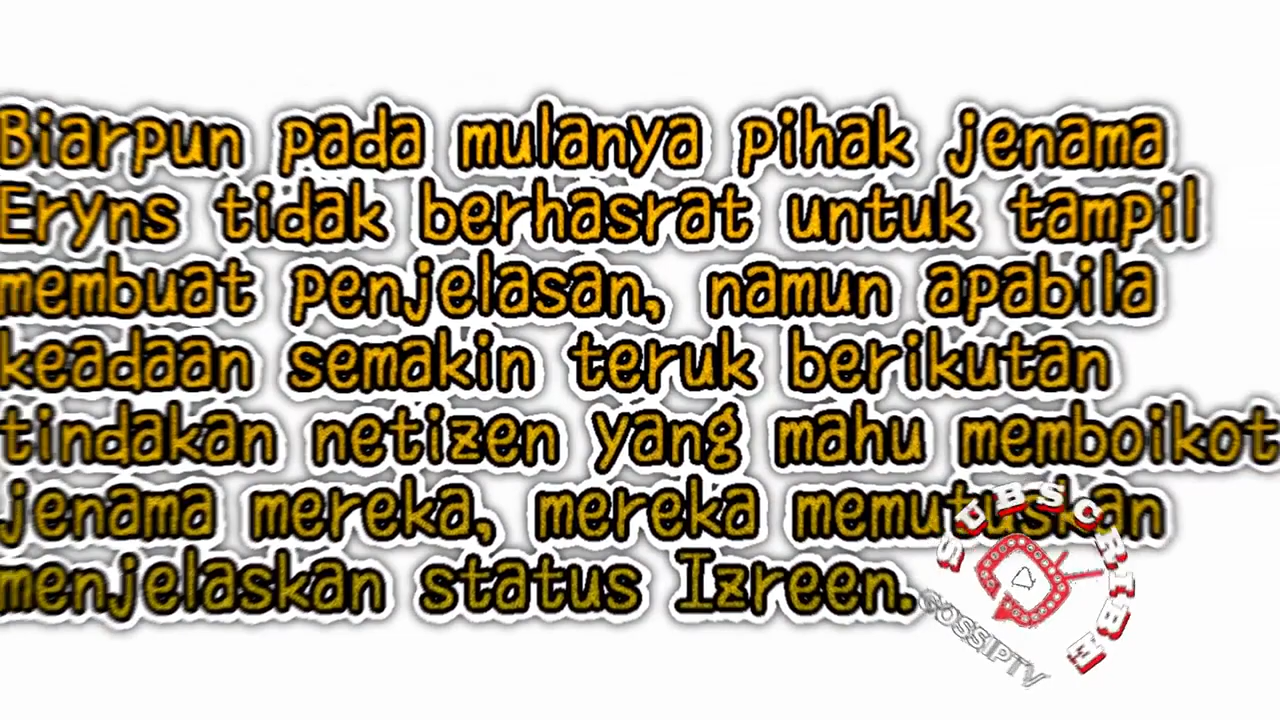 Biarpun pada mulanya pihak jenama
Eryns tidak berhasrat untuk tampil
membuat penjelasan, namun apabila
keadaan semakin teruk berikutan
tindakan netizen yang mahu memboikot
jenama mereka, mereka memutuskan
menjelaskan status Izreen.
SUBSCRIBE
GOSSIPTV